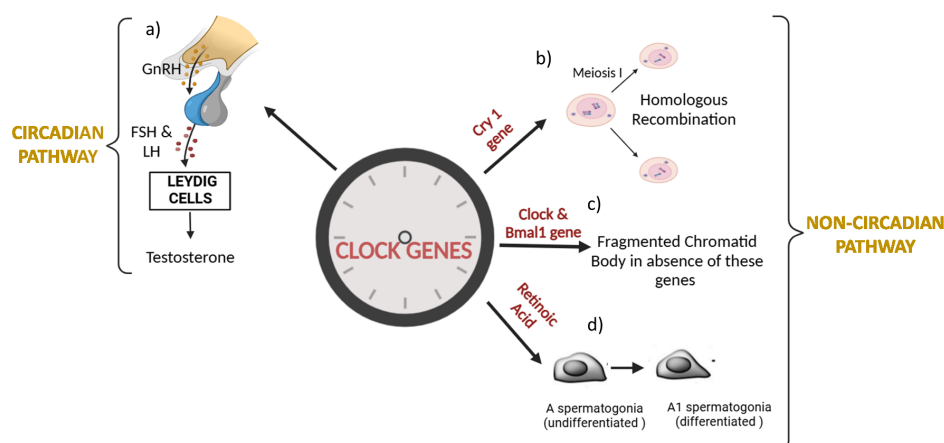 CIRCADIAN
PATHWAY
a)
GnRH
FSH &
LH
LEYDIG
CELLS
Testosterone
CLOCK GENES
Cry 1
gene
b)
Meiosis I
Homologous
Recombination
Clock &
Bmal1 gene
c)
Fragmented Chromatid
Body in absence of these
genes
Retinoic
Acid
d)
A spermatogonia
(undifferentiated )
A1 spermatogonia
(differentiated )
NON-CIRCADIAN
PATHWAY